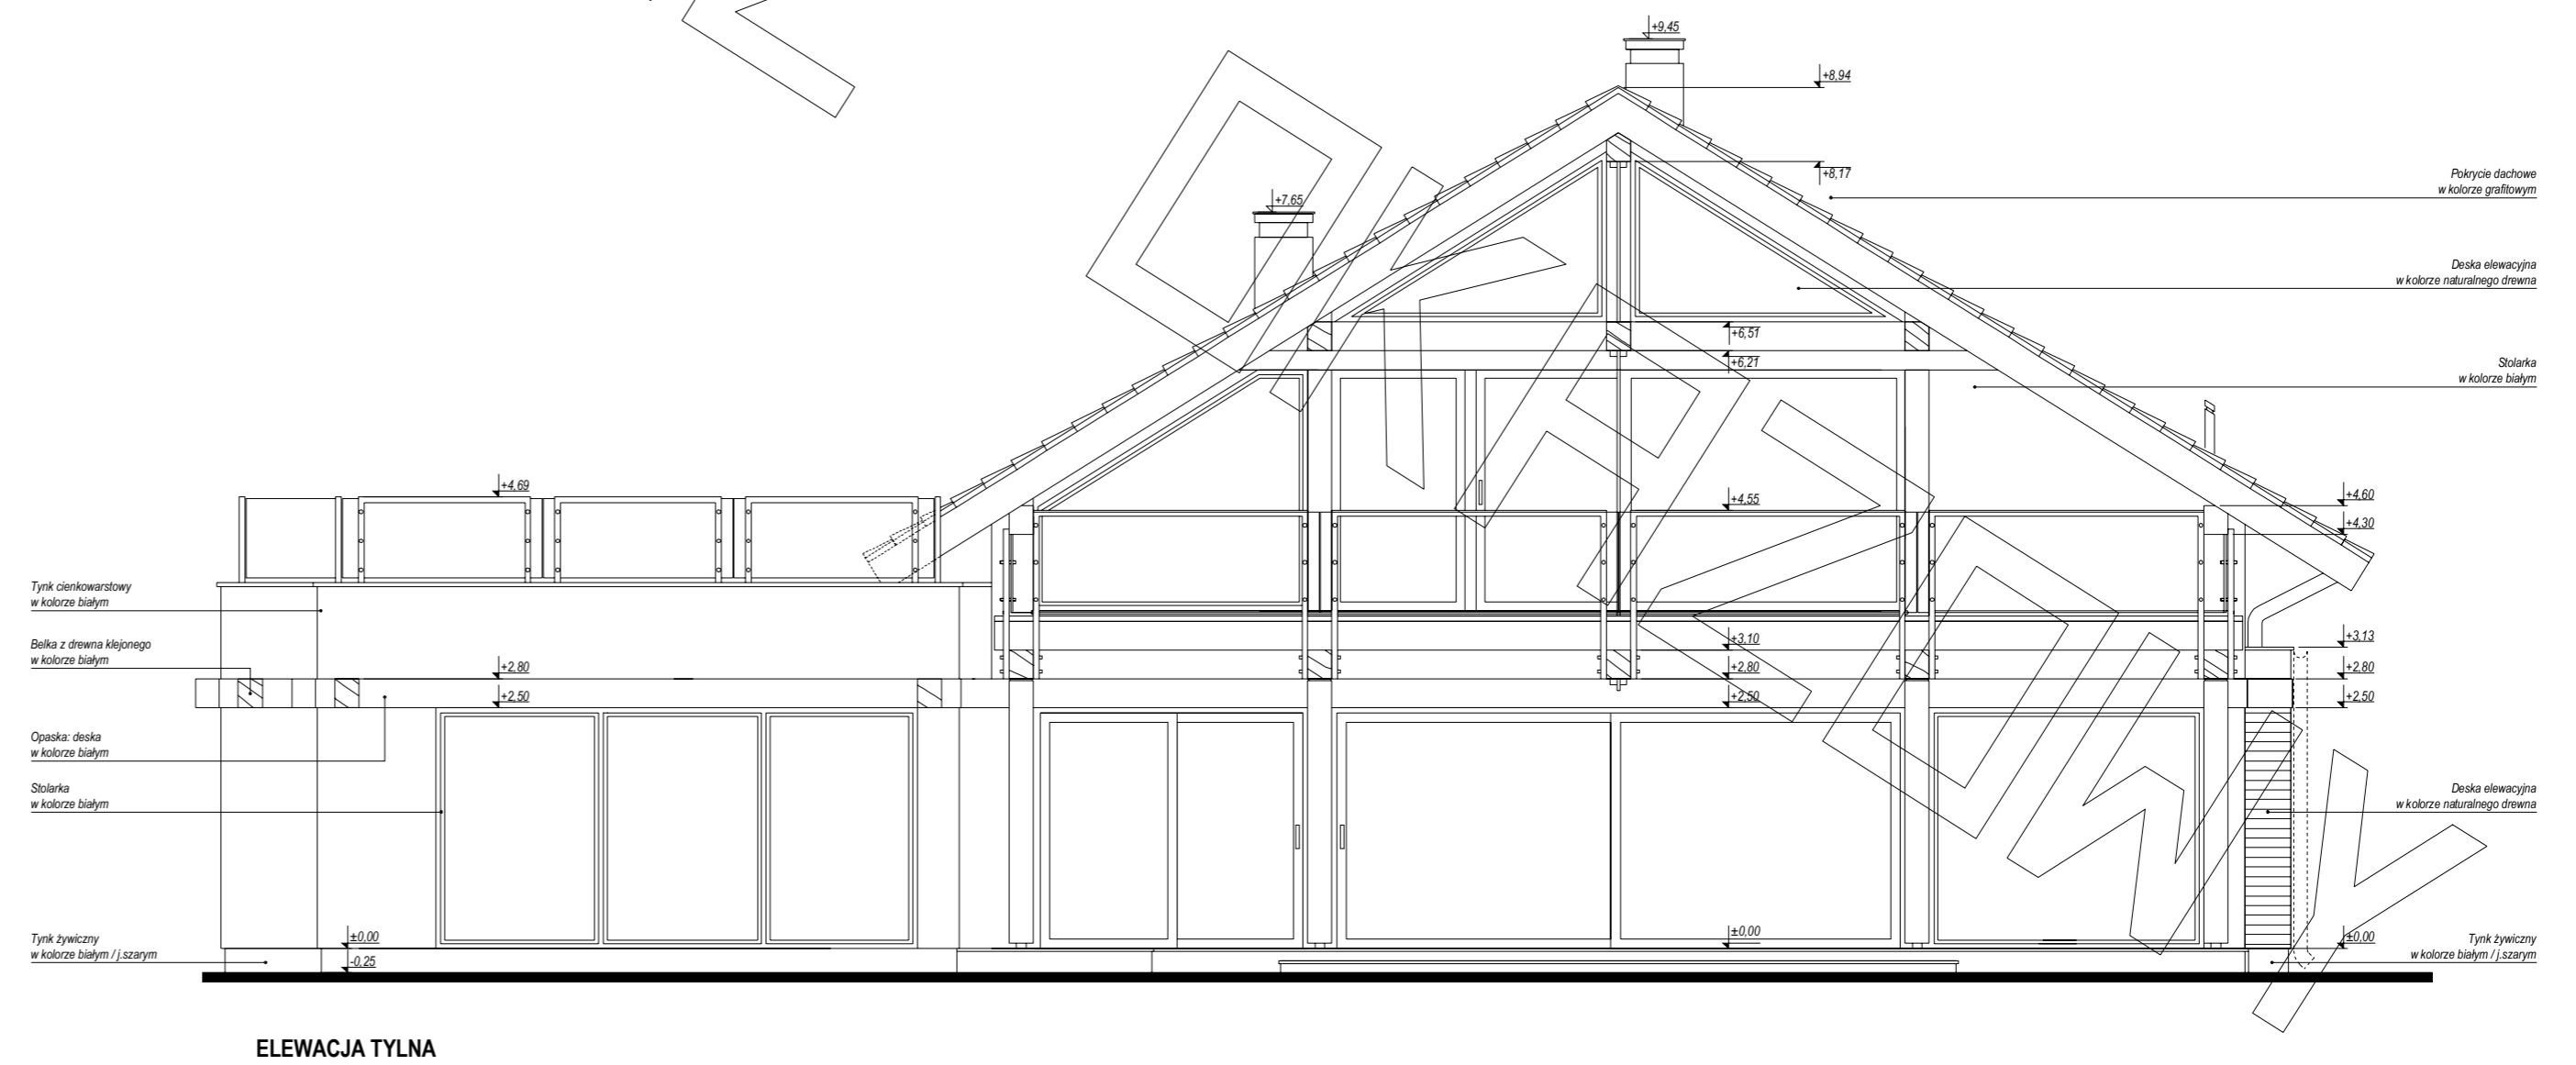 +9,45
+8,94
+8,17
Pokrycie dachowe
w kolorze grafitowym
+7,65
Deska elewacyjna
w kolorze naturalnego drewna
+6,51
+6,21
Stolarka
w kolorze białym
+4,69
+4,55
+4,60
+4,30
Tynk cienkowarstowy
w kolorze białym
Belka z drewna klejonego
w kolorze białym
+3,10
+3,13
+2,80
+2,80
+2,80
+2,50
+2,50
+2,50
Opaska: deska
w kolorze białym
Stolarka
w kolorze białym
Deska elewacyjna
w kolorze naturalnego drewna
Tynk żywiczny
w kolorze białym / j.szarym
±0,00
-0,25
±0,00
±0,00
Tynk żywiczny
w kolorze białym / j.szarym
ELEWACJA TYLNA